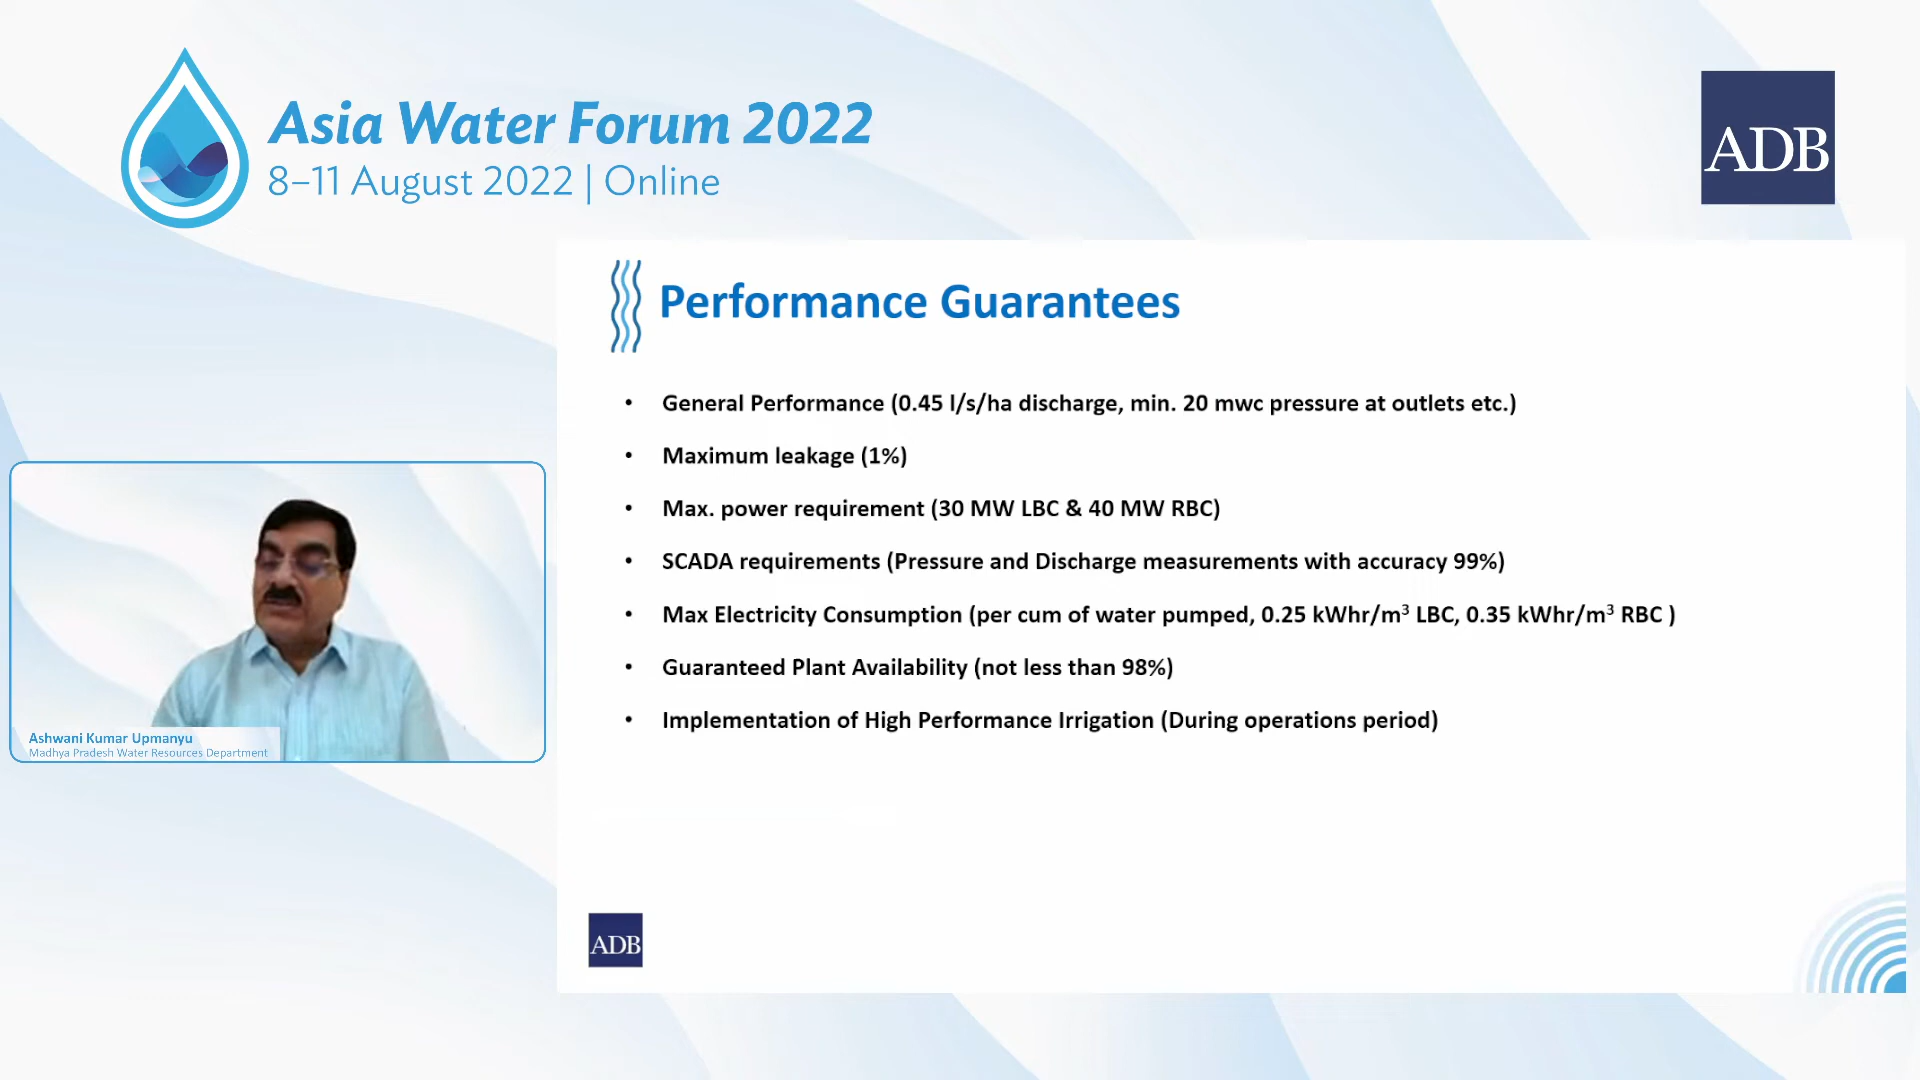 Asia Water Forum 2022
8–11 August 2022 | Online
ADB
Performance Guarantees
• General Performance (0.45 l/s/ha discharge, min. 20 mwc pressure at outlets etc.)
• Maximum leakage (1%)
• Max. power requirement (30 MW LBC & 40 MW RBC)
• SCADA requirements (Pressure and Discharge measurements with accuracy 99%)
• Max Electricity Consumption (per cum of water pumped, 0.25 kWhr/m³ LBC, 0.35 kWhr/m³ RBC )
• Guaranteed Plant Availability (not less than 98%)
• Implementation of High Performance Irrigation (During operations period)
Ashwani Kumar Upmanyu
Madhya Pradesh Water Resources Department
ADB